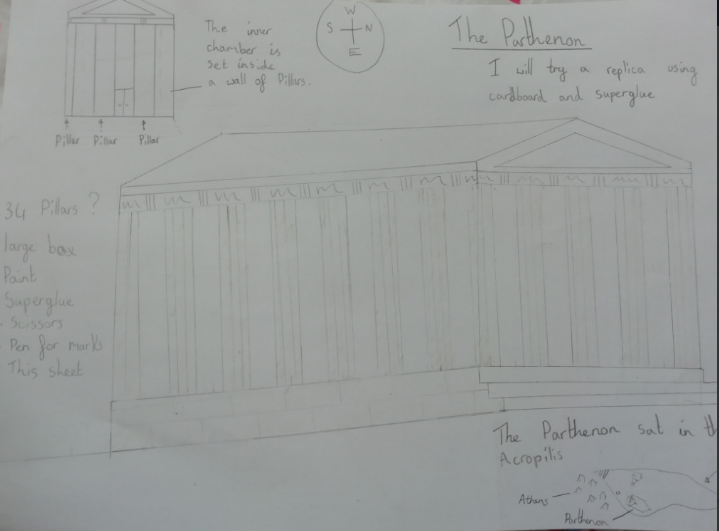 The inner
chamber is
set inside
a wall of Pillars.
Pillar Pillar Pillar
W
S N
E
The Parthenon
I will try a replica using
cardboard and superglue
34 Pillars ?
large box
Paint
Superglue
Scissors
Pen for marks
This sheet
The Parthenon sat in th
Acropilis
Athens
Parthenon